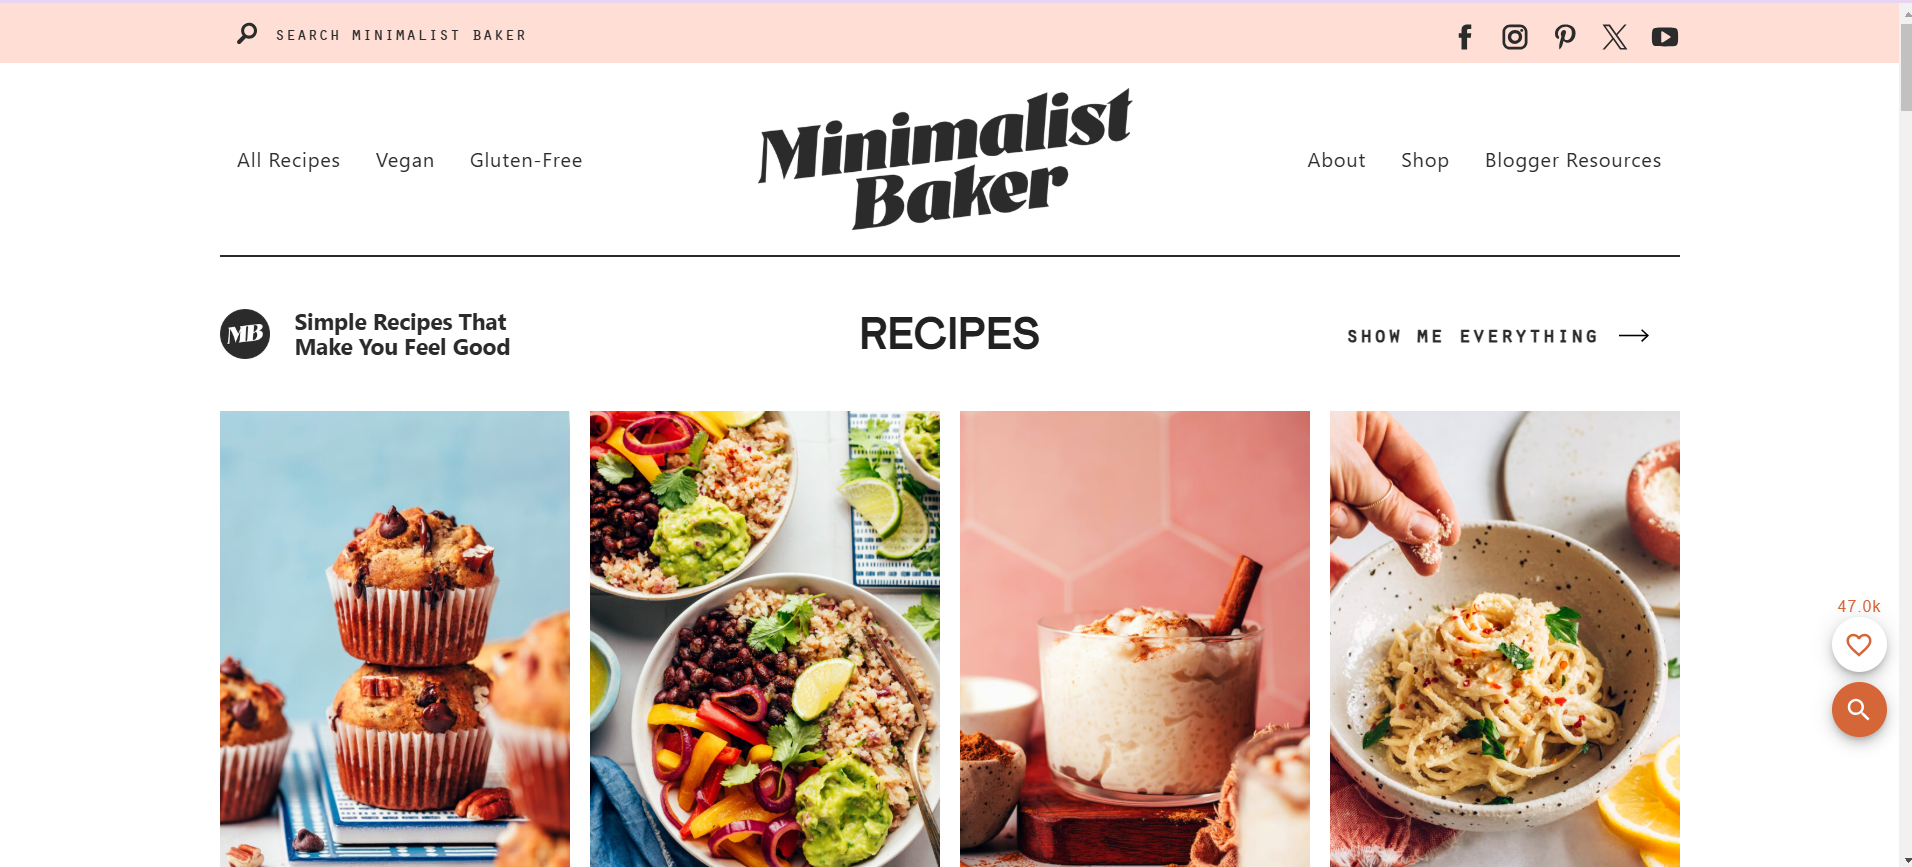 SEARCH MINIMALIST BAKER
All Recipes
Vegan
Gluten-Free
Minimalist
Baker
About
Shop
Blogger Resources
MB
Simple Recipes That
Make You Feel Good
RECIPES
SHOW ME EVERYTHING
47.0k